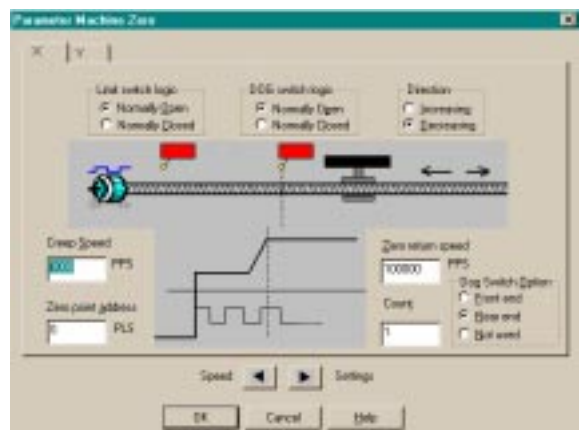 Parameter Machine Zero
X
Y
Limit switch logic
Normally Open
Normally Closed
DOG switch logic
Normally Open
Normally Closed
Direction
Increasing
Decreasing
Creep Speed
PPS
Zero point address
0 PLS
Zero return speed
100000 PPS
Count
1
Dog Switch Option
Front end
Rear end
Not used
Speed
Settings
OK
Cancel
Help